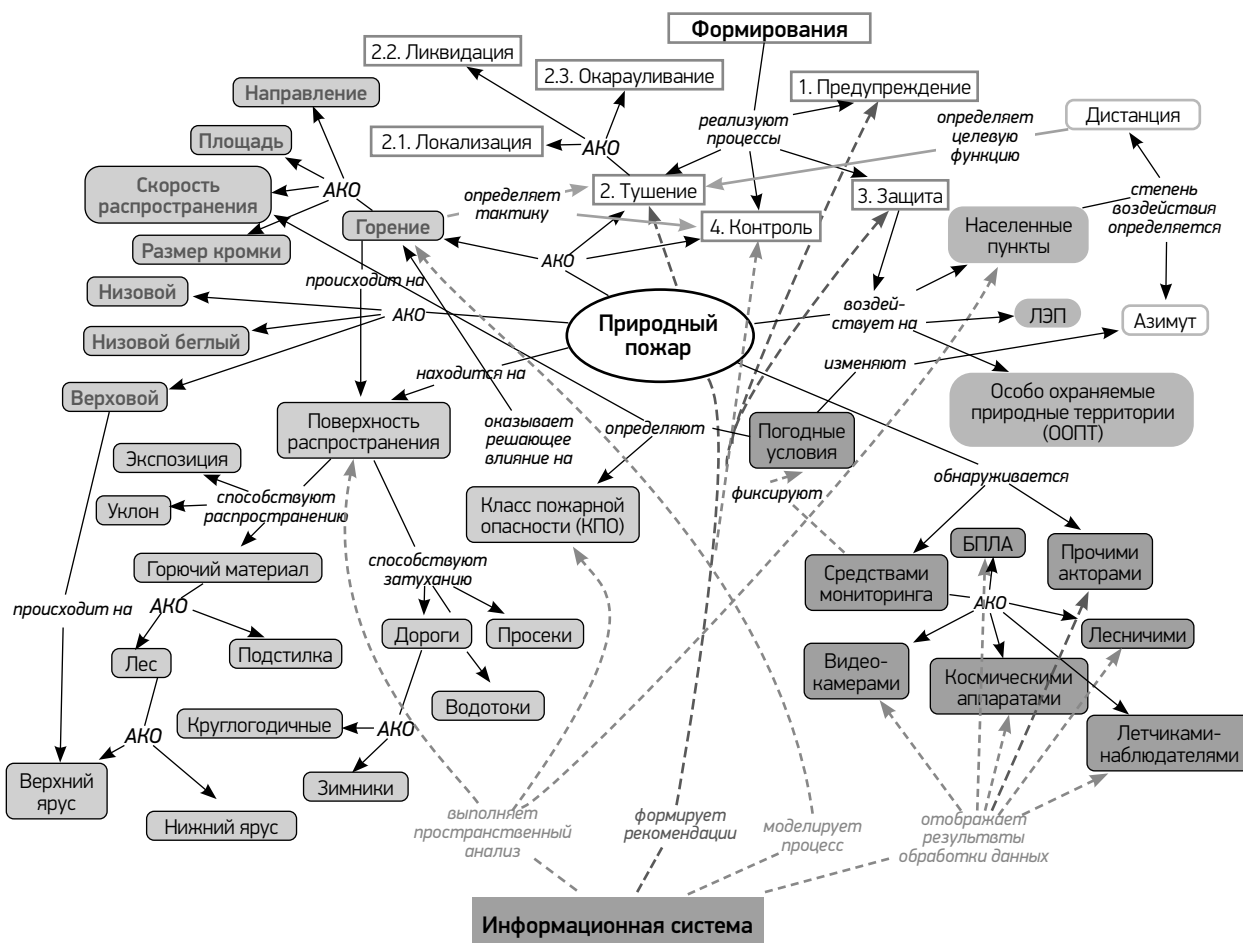 Формирования
2.2. Ликвидация
2.3. Окарауливание
1. Предупреждение
Направление
реализуют
процессы
определяет
целевую
функцию
Дистанция
Площадь
2.1. Локализация
АКО
Скорость
распространения
АКО
определяет
тактику
2. Тушение
3. Защита
степень
воздействия
определяется
Горение
4. Контроль
Населенные
пункты
Размер кромки
АКО
происходит на
Низовой
АКО
Природный
пожар
воздей-
ствует на
ЛЭП
Азимут
Низовой беглый
находится на
изменяют
Верховой
Особо охраняемые
природные территории
(ООПТ)
Поверхность
распространения
оказывает
решающее
влияние на
определяют
Погодные
условия
Экспозиция
обнаруживается
способствуют
распространению
фиксируют
Уклон
Класс пожарной
опасности (КПО)
БПЛА
Прочими
акторами
Горючий материал
способствуют
затуханию
Средствами
мониторинга
АКО
происходит на
АКО
Дороги
Просеки
Лесничими
Лес
Подстилка
Видео-
камерами
Космическими
аппаратами
Водотоки
Круглогодичные
АКО
АКО
Летчиками-
наблюдателями
Верхний
ярус
Зимники
Нижний ярус
выполняет
пространственный
анализ
формирует
рекомендации
моделирует
процесс
отображает
результвты
обработки данных
Информационная система